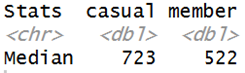 Stats casual member
<chr> <dbl> <dbl>
Median 723 522